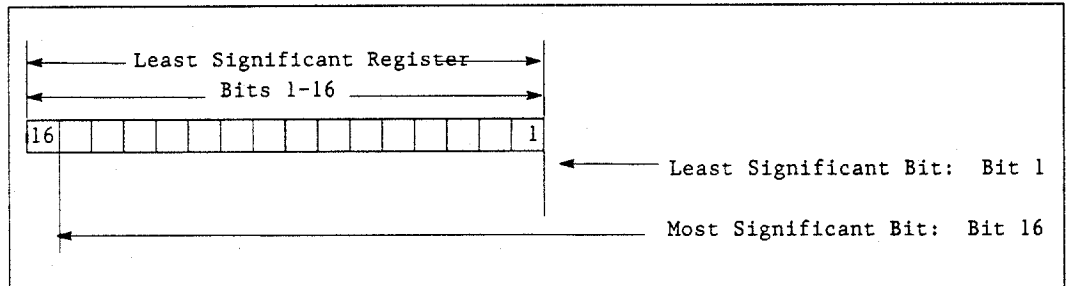 Least Significant Register
Bits 1-16
16 1
Least Significant Bit: Bit 1
Most Significant Bit: Bit 16